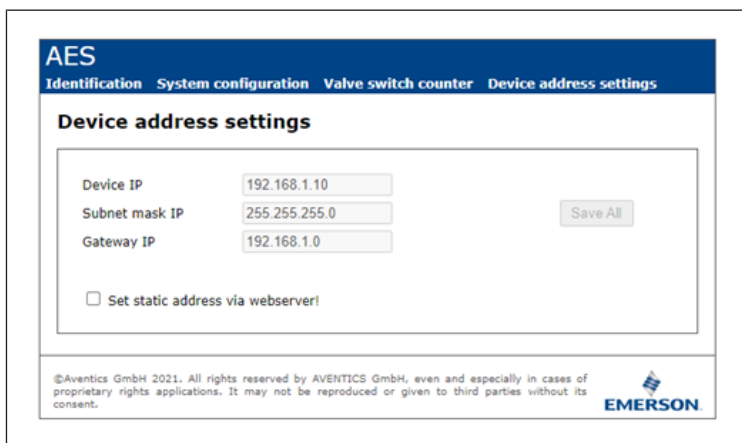 AES
Identification System configuration Valve switch counter Device address settings
Device address settings
Device IP 192.168.1.10
Subnet mask IP 255.255.255.0 Save All
Gateway IP 192.168.1.0
Set static address via webserver!
©Aventics GmbH 2021. All rights reserved by AVENTICS GmbH, even and especially in cases of
proprietary rights applications. It may not be reproduced or given to third parties without its
consent.
EMERSON.